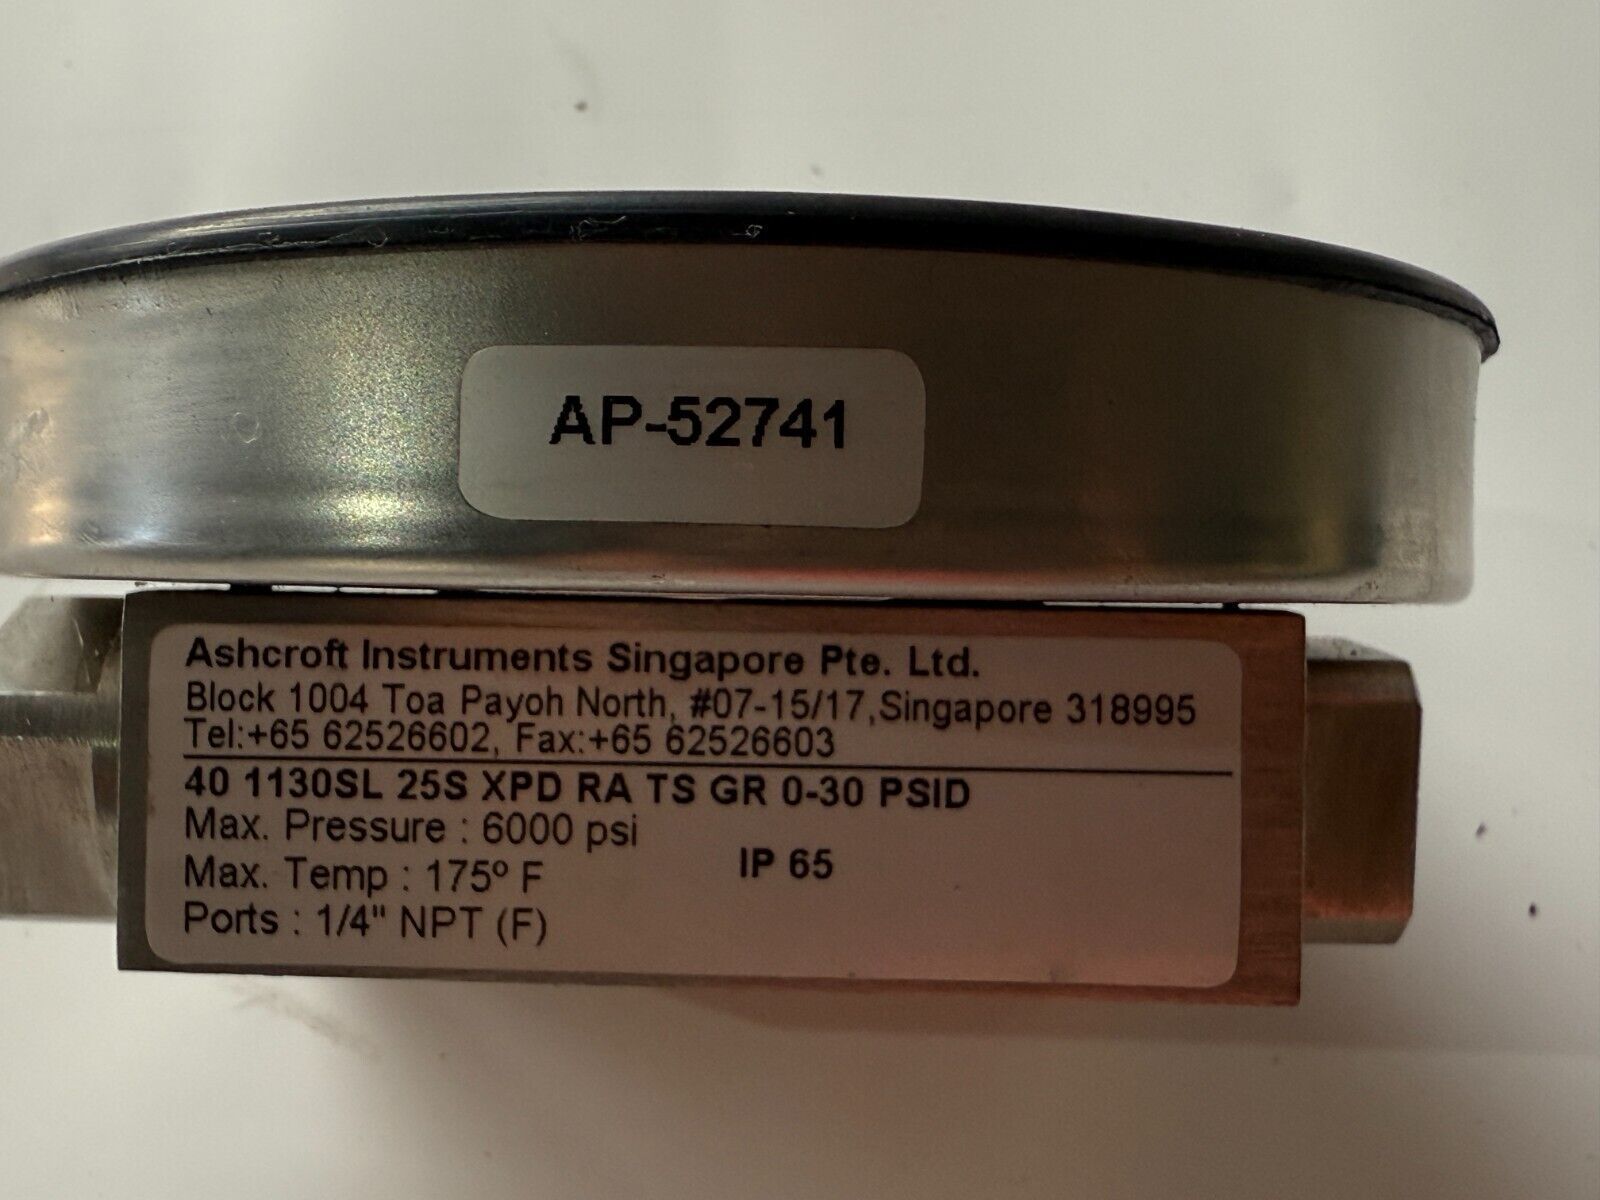 AP-52741
Ashcroft Instruments Singapore Pte. Ltd.
Block 1004 Toa Payoh North, #07-15/17,Singapore 318995
Tel:+65 62526602, Fax:+65 62526603
40 1130SL 25S XPD RA TS GR 0-30 PSID
Max. Pressure : 6000 psi
IP 65
Max. Temp : 175º F
Ports : 1/4" NPT (F)